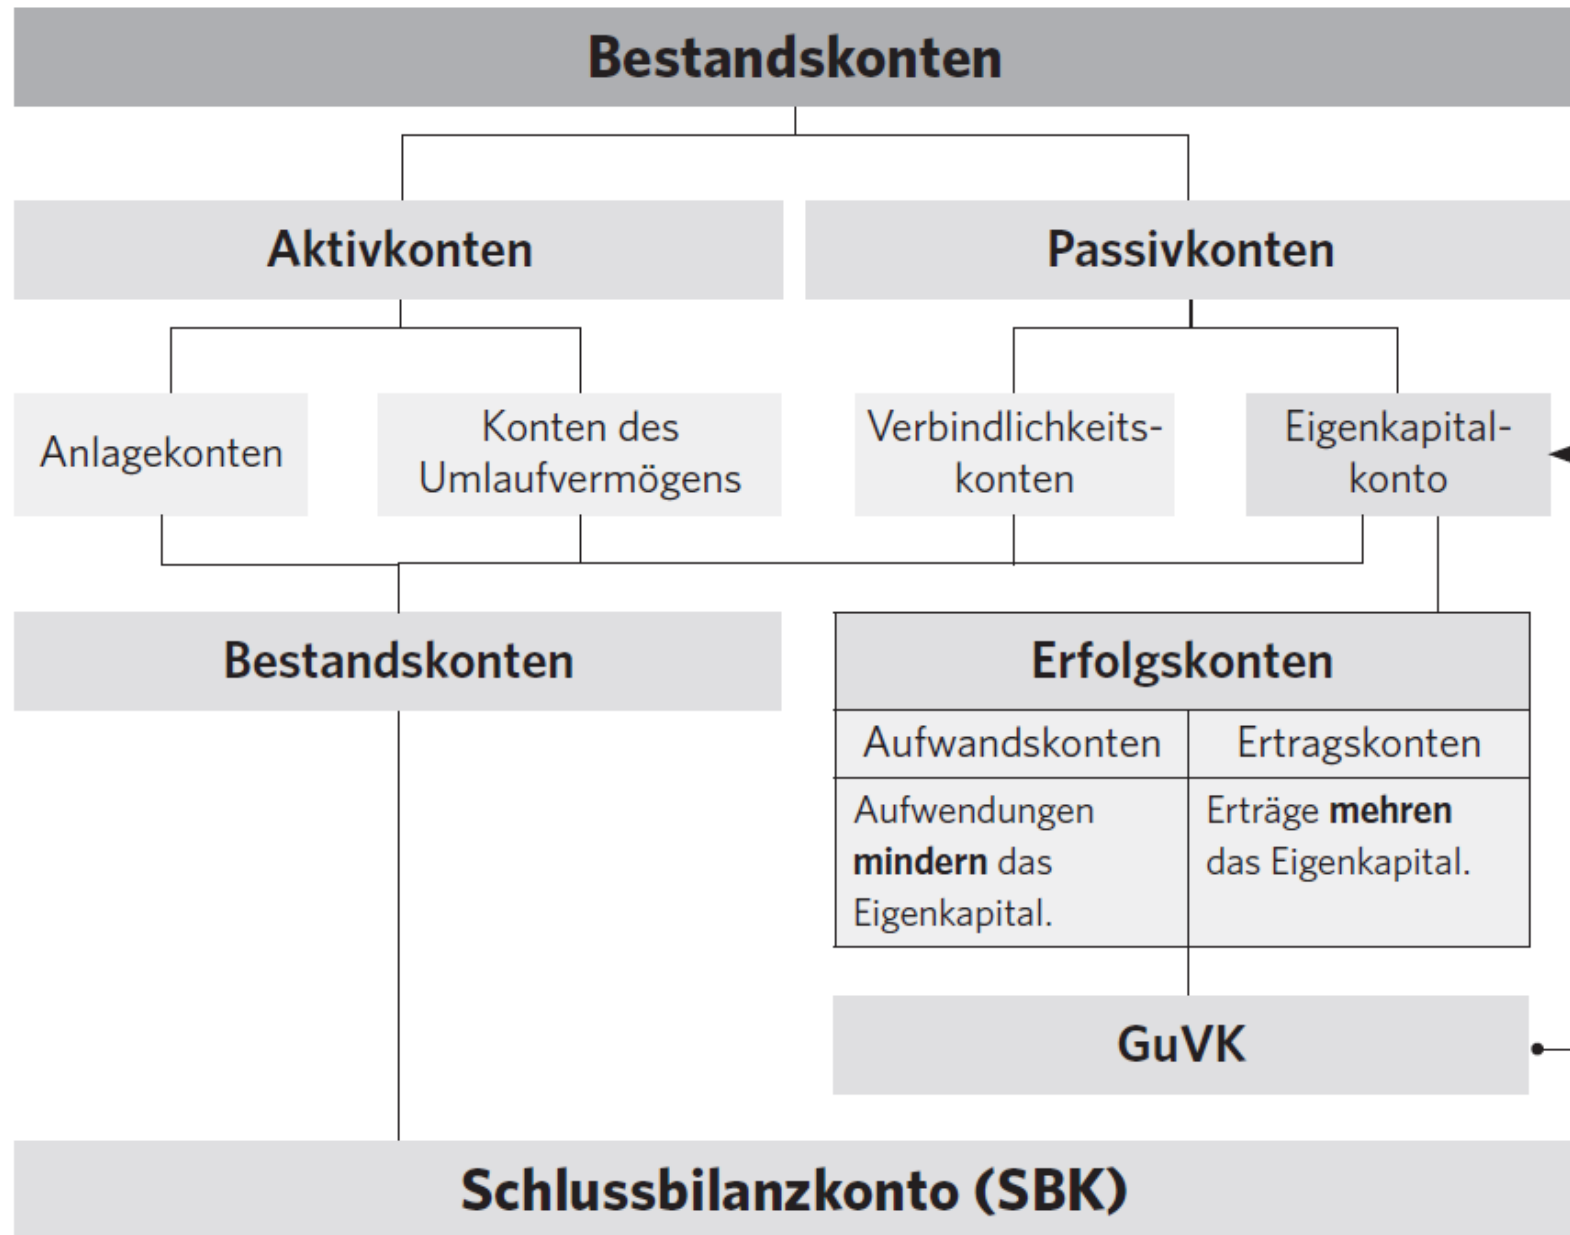 Bestandskonten
Aktivkonten
Passivkonten
Anlagekonten
Konten des
Umlaufvermögens
Verbindlichkeits-
konten
Eigenkapital-
konto
Bestandskonten
Erfolgskonten
Aufwandskonten
Ertragskonten
Aufwendungen
mindern das
Eigenkapital.
Erträge mehren
das Eigenkapital.
GuVK
Schlussbilanzkonto (SBK)